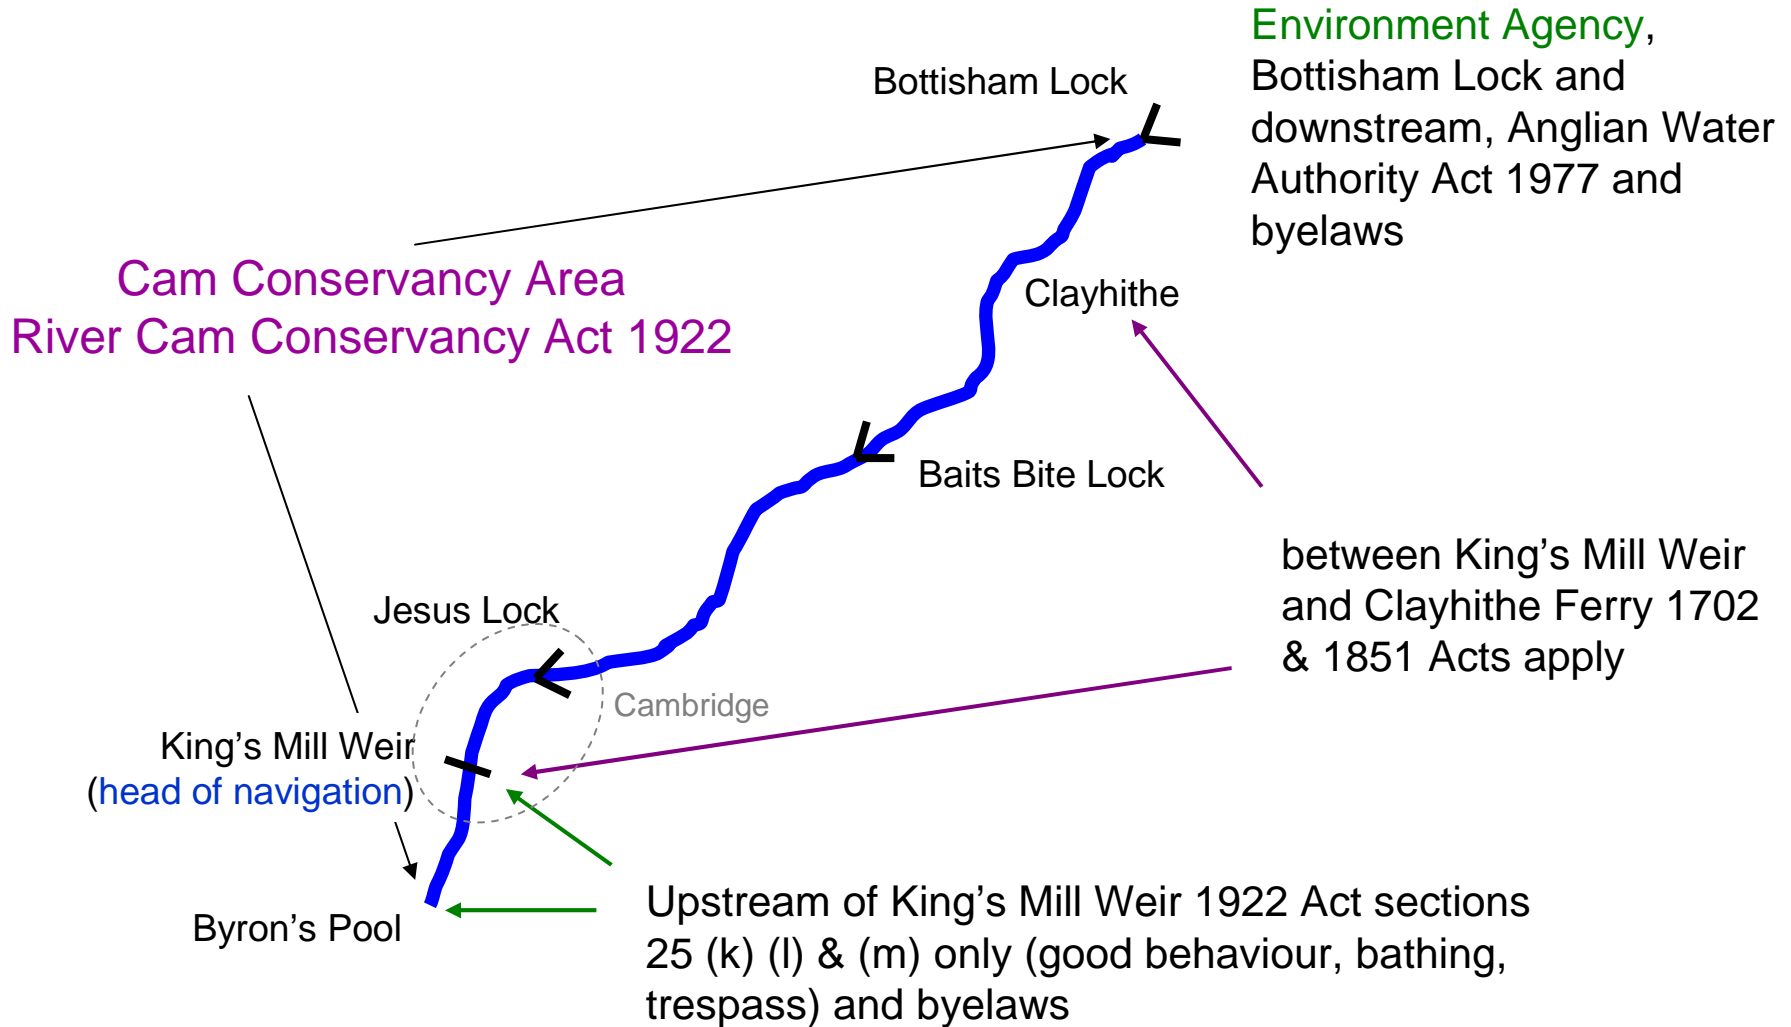 Environment Agency,
Bottisham Lock and
downstream, Anglian Water
Authority Act 1977 and
byelaws
Bottisham Lock
Cam Conservancy Area
River Cam Conservancy Act 1922
Clayhithe
Baits Bite Lock
between King’s Mill Weir
and Clayhithe Ferry 1702
& 1851 Acts apply
Jesus Lock
Cambridge
King’s Mill Weir
(head of navigation)
Byron’s Pool
Upstream of King’s Mill Weir 1922 Act sections
25 (k) (l) & (m) only (good behaviour, bathing,
trespass) and byelaws